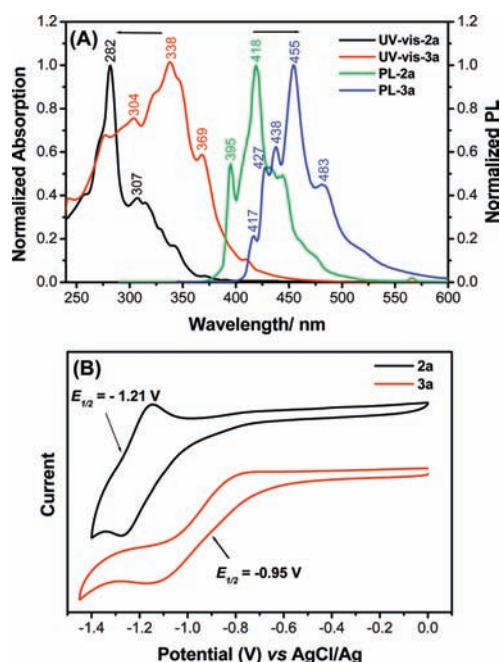 (A)
UV-vis-2a
UV-vis-3a
PL-2a
PL-3a
282
338
418
455
304
307
369
395
427
438
417
483
1.0
0.8
0.6
0.4
0.2
0.0
Normalized Absorption
1.0
0.8
0.6
0.4
0.2
0.0
Normalized PL
250 300 350 400 450 500 550 600
Wavelength/ nm
(B)
2a
3a
E1/2 = - 1.21 V
E1/2 = -0.95 V
Current
-1.4 -1.2 -1.0 -0.8 -0.6 -0.4 -0.2 0.0
Potential (V) vs AgCl/Ag